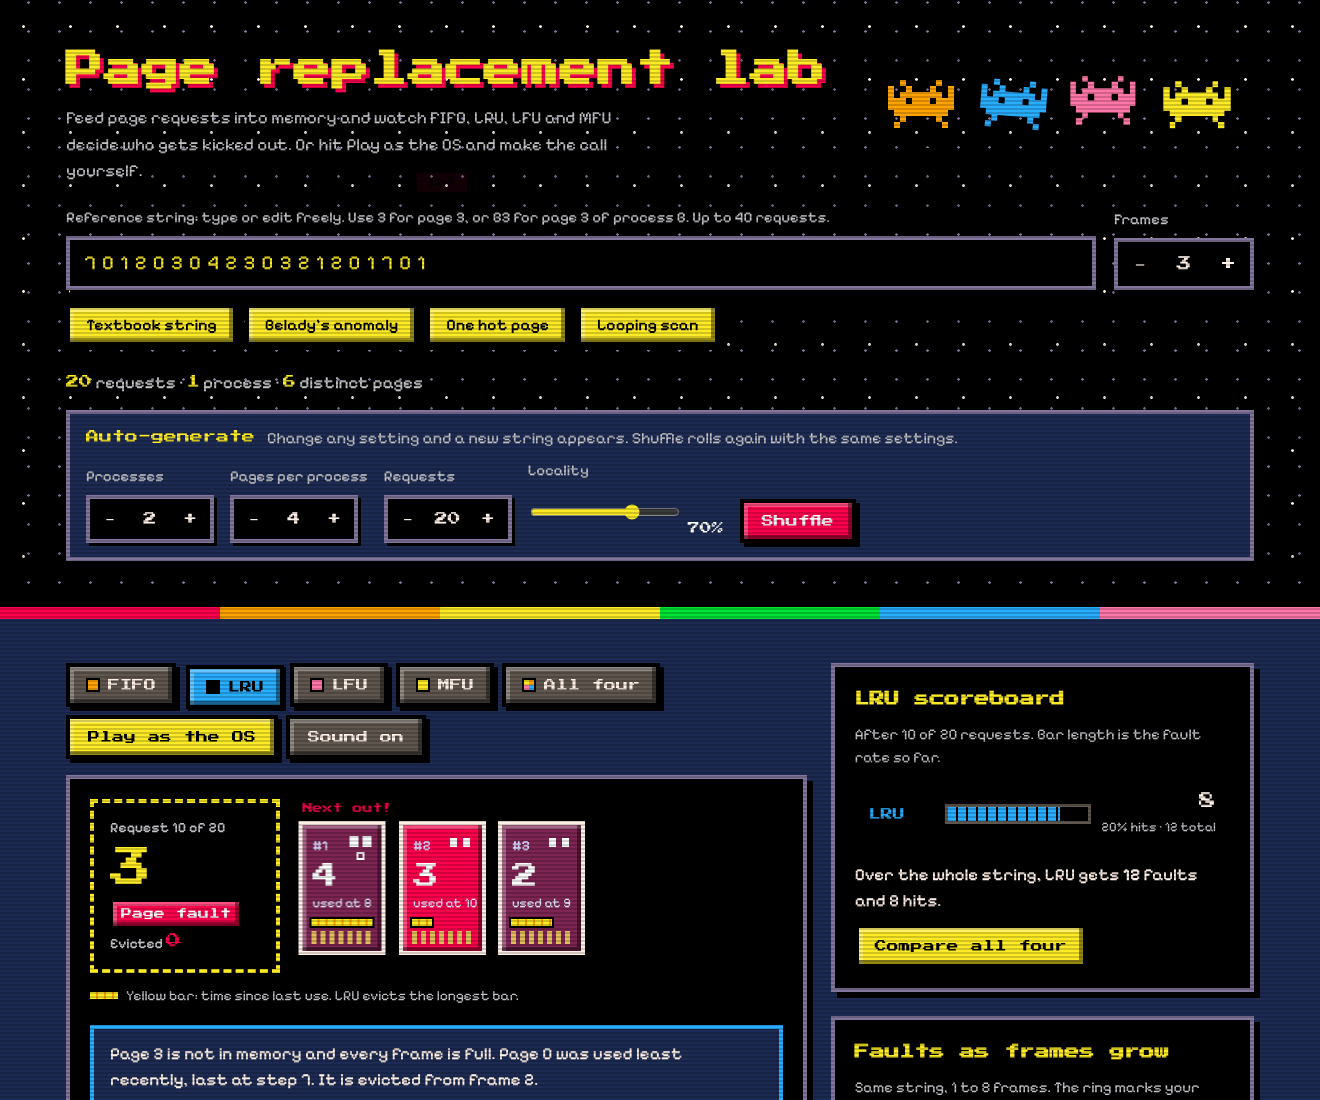 Page replacement lab
Feed page requests into memory and watch FIFO, LRU, LFU and MFU
decide who gets kicked out. Or hit Play as the OS and make the call
yourself.
Reference string: type or edit freely. Use 3 for page 3, or B3 for page 3 of process B. Up to 40 requests.
Frames
7 0 1 2 0 3 0 4 2 3 0 3 2 1 2 0 1 7 0 1
- 3 +
Textbook string
Belady's anomaly
One hot page
Looping scan
20 requests · 1 process · 6 distinct pages
Auto-generate Change any setting and a new string appears. Shuffle rolls again with the same settings.
Processes
Pages per process
Requests
Locality
- 2 +
- 4 +
- 20 +
70%
Shuffle
FIFO
LRU
LFU
MFU
All four
Play as the OS
Sound on
Request 10 of 20
3
Page fault
Evicted 0
Next out!
#1
4
used at 8
#2
3
used at 10
#3
2
used at 9
Yellow bar: time since last use. LRU evicts the longest bar.
Page 3 is not in memory and every frame is full. Page 0 was used least
recently, last at step 7. It is evicted from frame 2.
LRU scoreboard
After 10 of 20 requests. Bar length is the fault
rate so far.
LRU
8
20% hits · 12 total
Over the whole string, LRU gets 12 faults
and 8 hits.
Compare all four
Faults as frames grow
Same string, 1 to 8 frames. The ring marks your